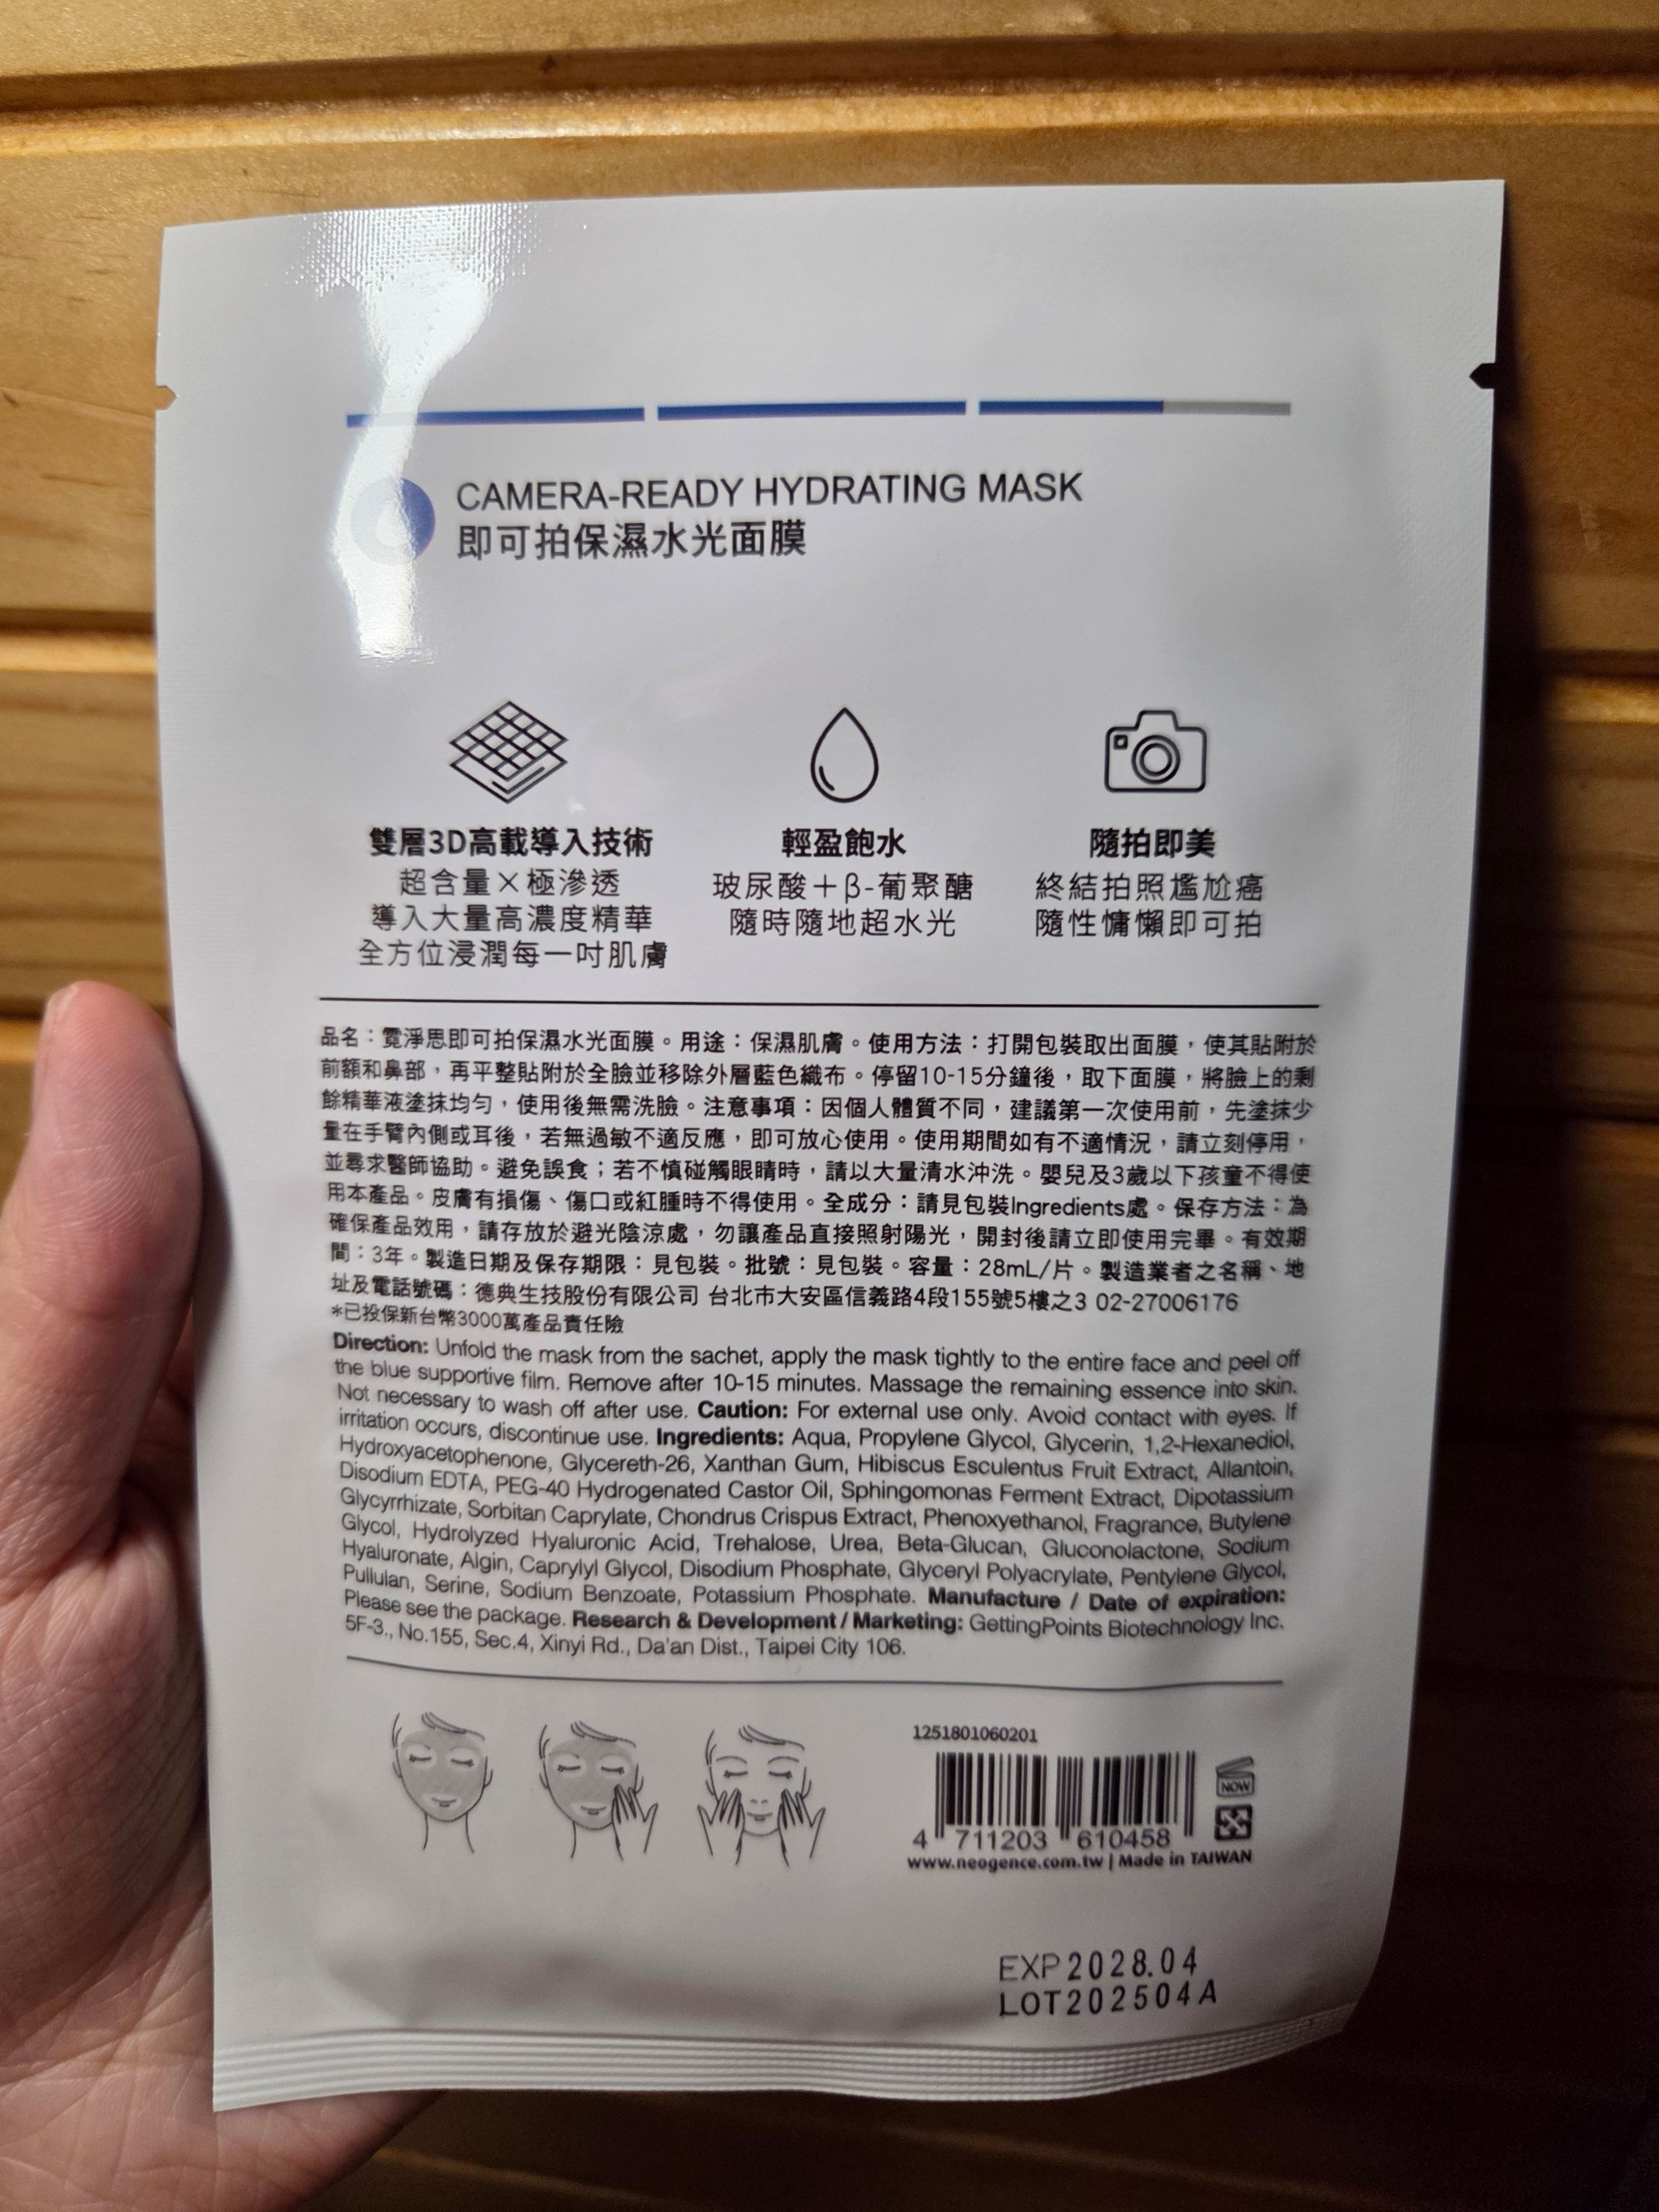 CAMERA-READY HYDRATING MASK
即可拍保濕水光面膜
雙層3D高載導入技術
超含量×極滲透
導入大量高濃度精華
全方位浸潤每一吋肌膚
輕盈飽水
玻尿酸＋β-葡聚醣
隨時隨地超水光
隨拍即美
終結拍照尷尬癌
隨性慵懶即可拍
品名：霓淨思即可拍保濕水光面膜。用途：保濕肌膚。使用方法：打開包裝取出面膜，使其貼附於
前額和鼻部，再平整貼附於全臉並移除外層藍色織布。停留10-15分鐘後，取下面膜，將臉上的剩
餘精華液塗抹均勻，使用後無需洗臉。注意事項：因個人體質不同，建議第一次使用前，先塗抹少
量在手臂內側或耳後，若無過敏不適反應，即可放心使用。使用期間如有不適情況，請立刻停用，
並尋求醫師協助。避免誤食；若不慎碰觸眼睛時，請以大量清水沖洗。嬰兒及3歲以下孩童不得使
用本產品。皮膚有損傷、傷口或紅腫時不得使用。全成分：請見包裝Ingredients處。保存方法：為
確保產品效用，請存放於避光陰涼處，勿讓產品直接照射陽光，開封後請立即使用完畢。有效期
間：3年。製造日期及保存期限：見包裝。批號：見包裝。容量：28mL/片。製造業者之名稱、地
址及電話號碼：德典生技股份有限公司 台北市大安區信義路4段155號5樓之3 02-27006176
*已投保新台幣3000萬產品責任險
Direction: Unfold the mask from the sachet, apply the mask tightly to the entire face and peel off
the blue supportive film. Remove after 10-15 minutes. Massage the remaining essence into skin.
Not necessary to wash off after use. Caution: For external use only. Avoid contact with eyes. If
irritation occurs, discontinue use. Ingredients: Aqua, Propylene Glycol, Glycerin, 1,2-Hexanediol,
Hydroxyacetophenone, Glycereth-26, Xanthan Gum, Hibiscus Esculentus Fruit Extract, Allantoin,
Disodium EDTA, PEG-40 Hydrogenated Castor Oil, Sphingomonas Ferment Extract, Dipotassium
Glycyrrhizate, Sorbitan Caprylate, Chondrus Crispus Extract, Phenoxyethanol, Fragrance, Butylene
Glycol, Hydrolyzed Hyaluronic Acid, Trehalose, Urea, Beta-Glucan, Gluconolactone, Sodium
Hyaluronate, Algin, Caprylyl Glycol, Disodium Phosphate, Glyceryl Polyacrylate, Pentylene Glycol,
Pullulan, Serine, Sodium Benzoate, Potassium Phosphate. Manufacture / Date of expiration:
Please see the package. Research & Development / Marketing: GettingPoints Biotechnology Inc.
5F-3., No.155, Sec.4, Xinyi Rd., Da'an Dist., Taipei City 106.
1251801060201
NOW
4 711203 610458
www.neogence.com.tw | Made in TAIWAN
EXP2028.04
LOT202504A